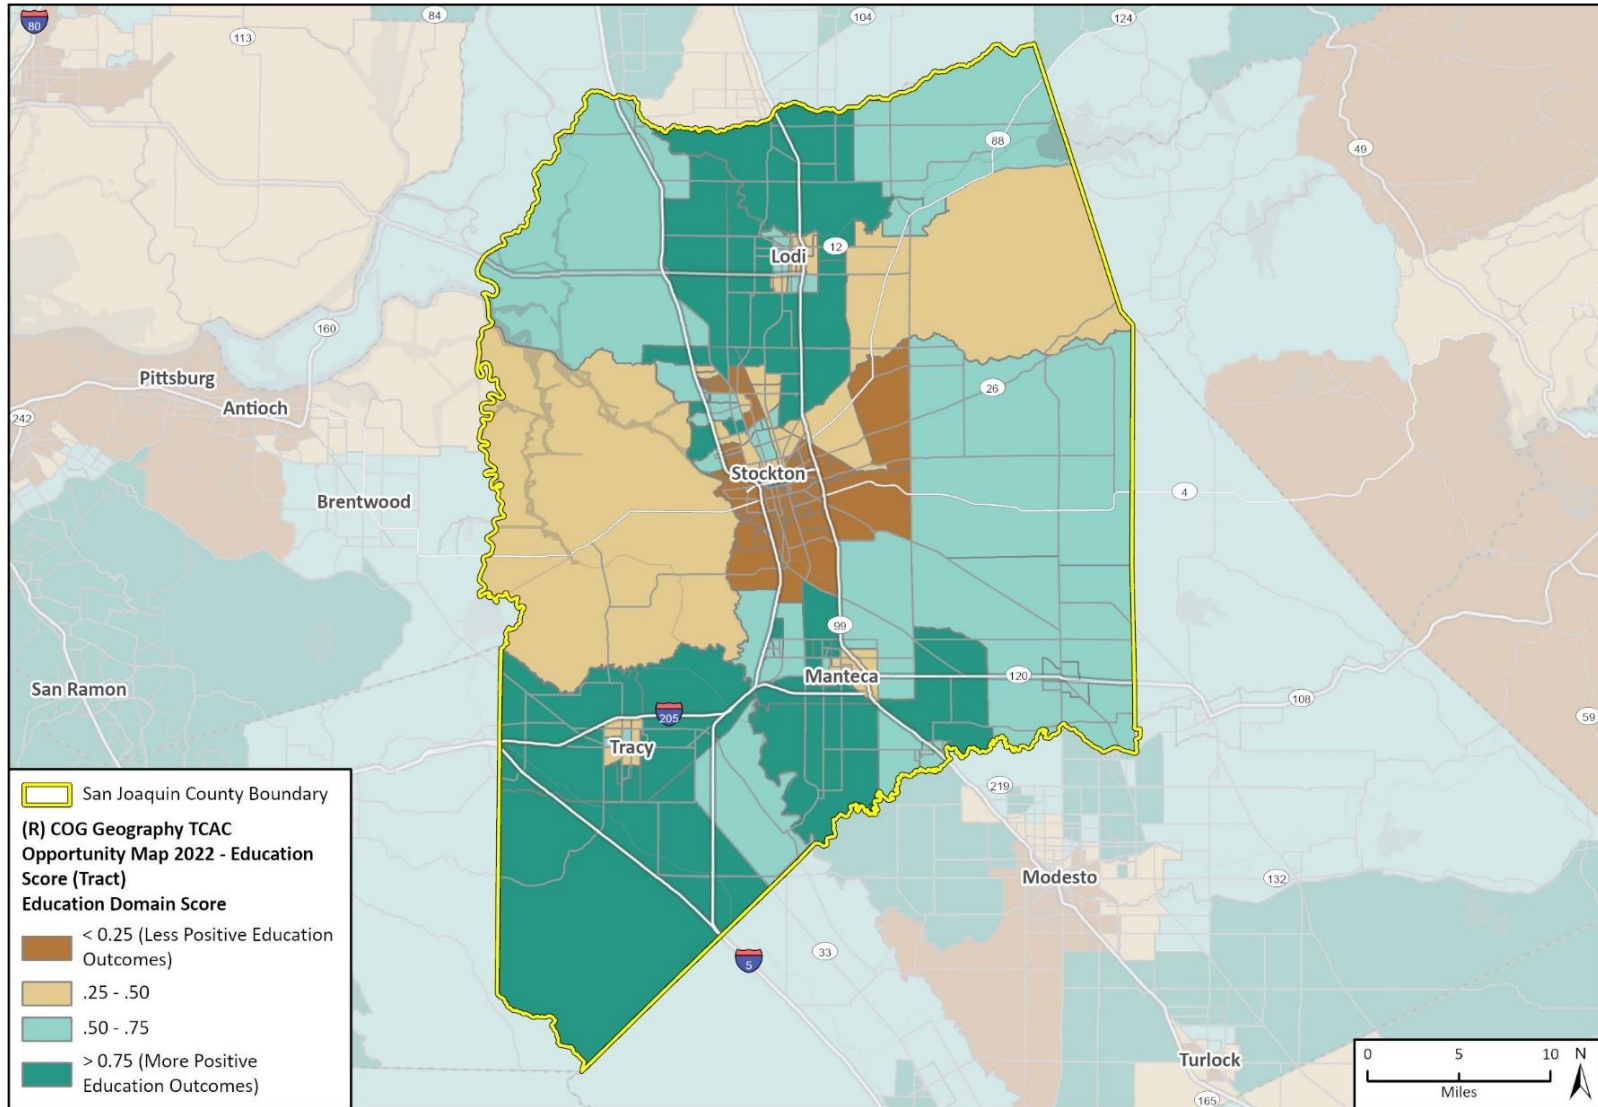 80
84
104
124
113
88
49
12
Lodi
160
Pittsburg
Antioch
242
26
Stockton
Brentwood
4
99
San Ramon
Manteca
120
108
205
59
Tracy
219
Modesto
132
33
5
Turlock
165
San Joaquin County Boundary
(R) COG Geography TCAC
Opportunity Map 2022 - Education
Score (Tract)
Education Domain Score
< 0.25 (Less Positive Education
Outcomes)
.25 - .50
.50 - .75
> 0.75 (More Positive
Education Outcomes)
0 5 10
Miles
N